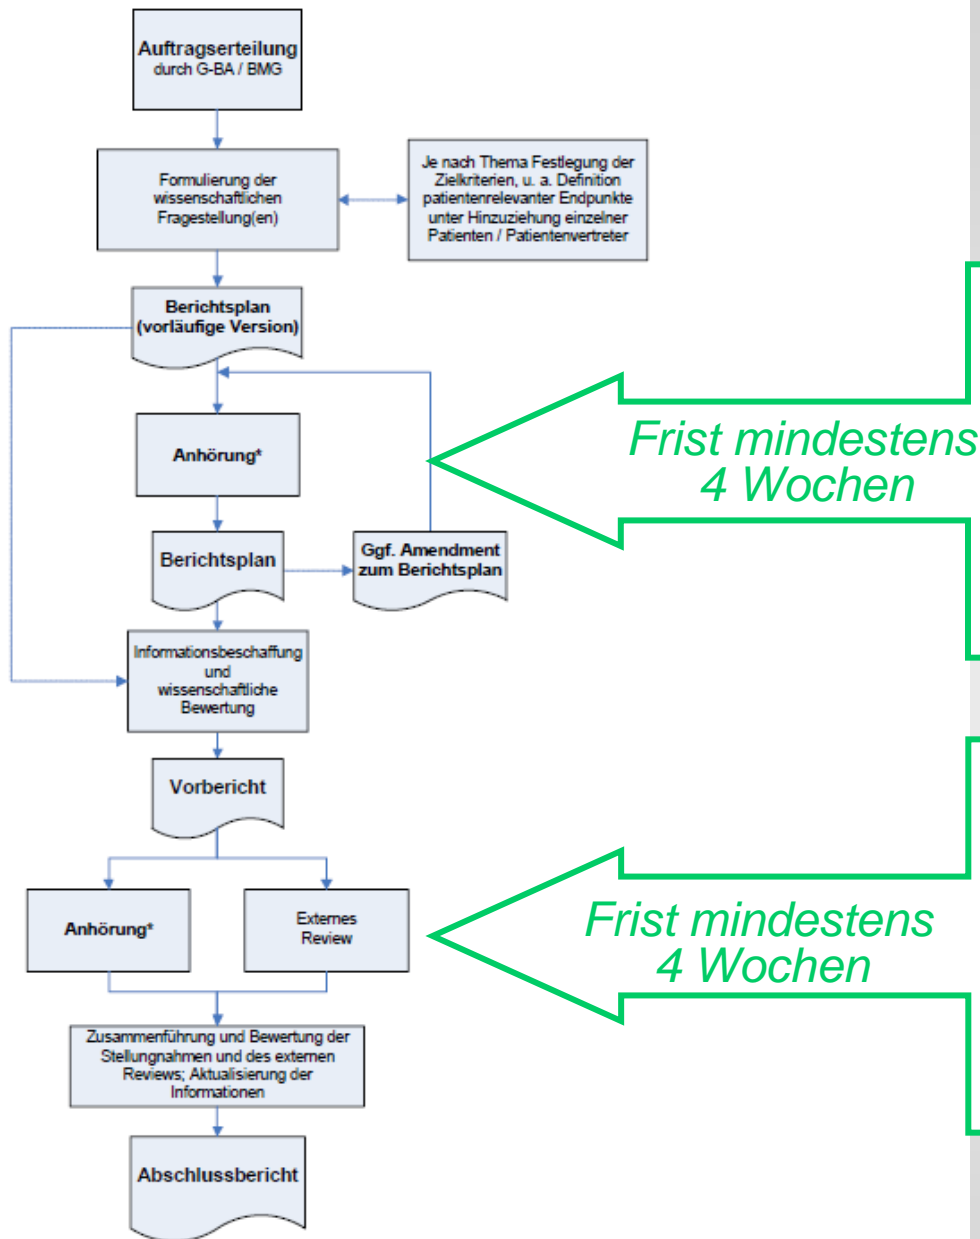 Auftragserteilung
durch G-BA / BMG
Formulierung der
wissenschaftlichen
Fragestellung(en)
Je nach Thema Festlegung der
Zielkriterien, u. a. Definition
patientenrelevanter Endpunkte
unter Hinzuziehung einzelner
Patienten / Patientenvertreter
Berichtsplan
(vorläufige Version)
Anhörung*
Frist mindestens
4 Wochen
Berichtsplan
Ggf. Amendment
zum Berichtsplan
Informationsbeschaffung
und
wissenschaftliche
Bewertung
Vorbericht
Anhörung*
Externes
Review
Frist mindestens
4 Wochen
Zusammenführung und Bewertung der
Stellungnahmen und des externen
Reviews; Aktualisierung der
Informationen
Abschlussbericht